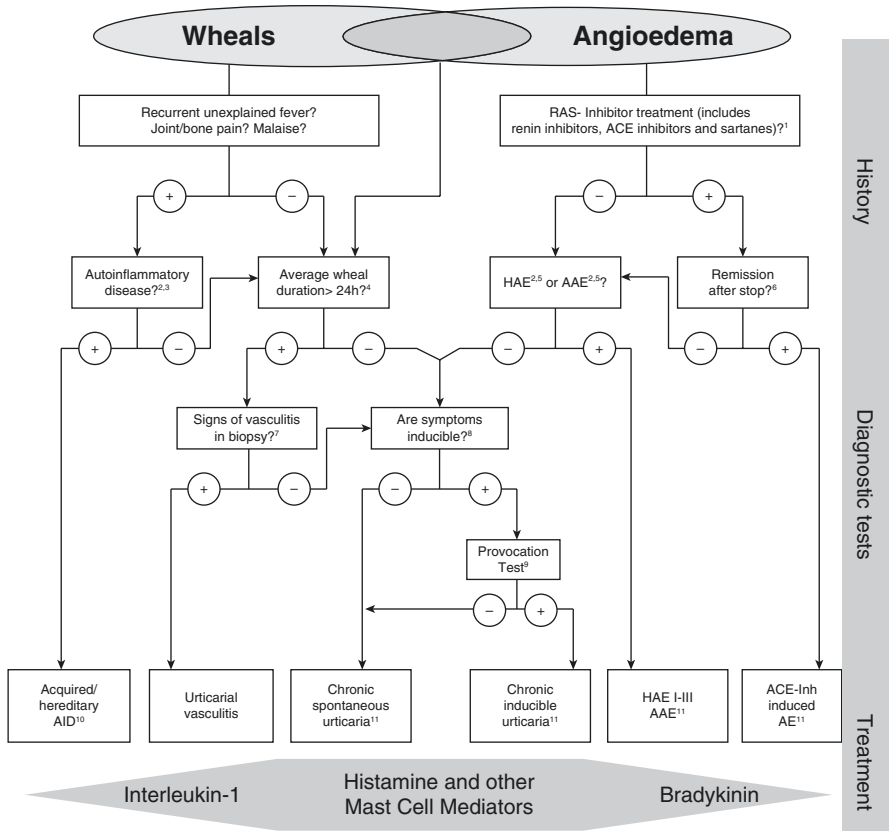 Wheals
Angioedema
Recurrent unexplained fever?
Joint/bone pain? Malaise?
RAS- Inhibitor treatment (includes
renin inhibitors, ACE inhibitors and sartanes)?¹
+
−
−
+
Autoinflammatory
disease?²,³
Average wheal
duration> 24h?⁴
HAE²,⁵ or AAE²,⁵?
Remission
after stop?⁶
+
−
+
−
−
+
−
+
Signs of vasculitis
in biopsy?⁷
Are symptoms
inducible?⁸
+
−
−
+
Provocation
Test⁹
−
+
Acquired/
hereditary
AID¹⁰
Urticarial
vasculitis
Chronic
spontaneous
urticaria¹¹
Chronic
inducible
urticaria¹¹
HAE I-III
AAE¹¹
ACE-Inh
induced
AE¹¹
Interleukin-1
Histamine and other
Mast Cell Mediators
Bradykinin
History
Diagnostic tests
Treatment